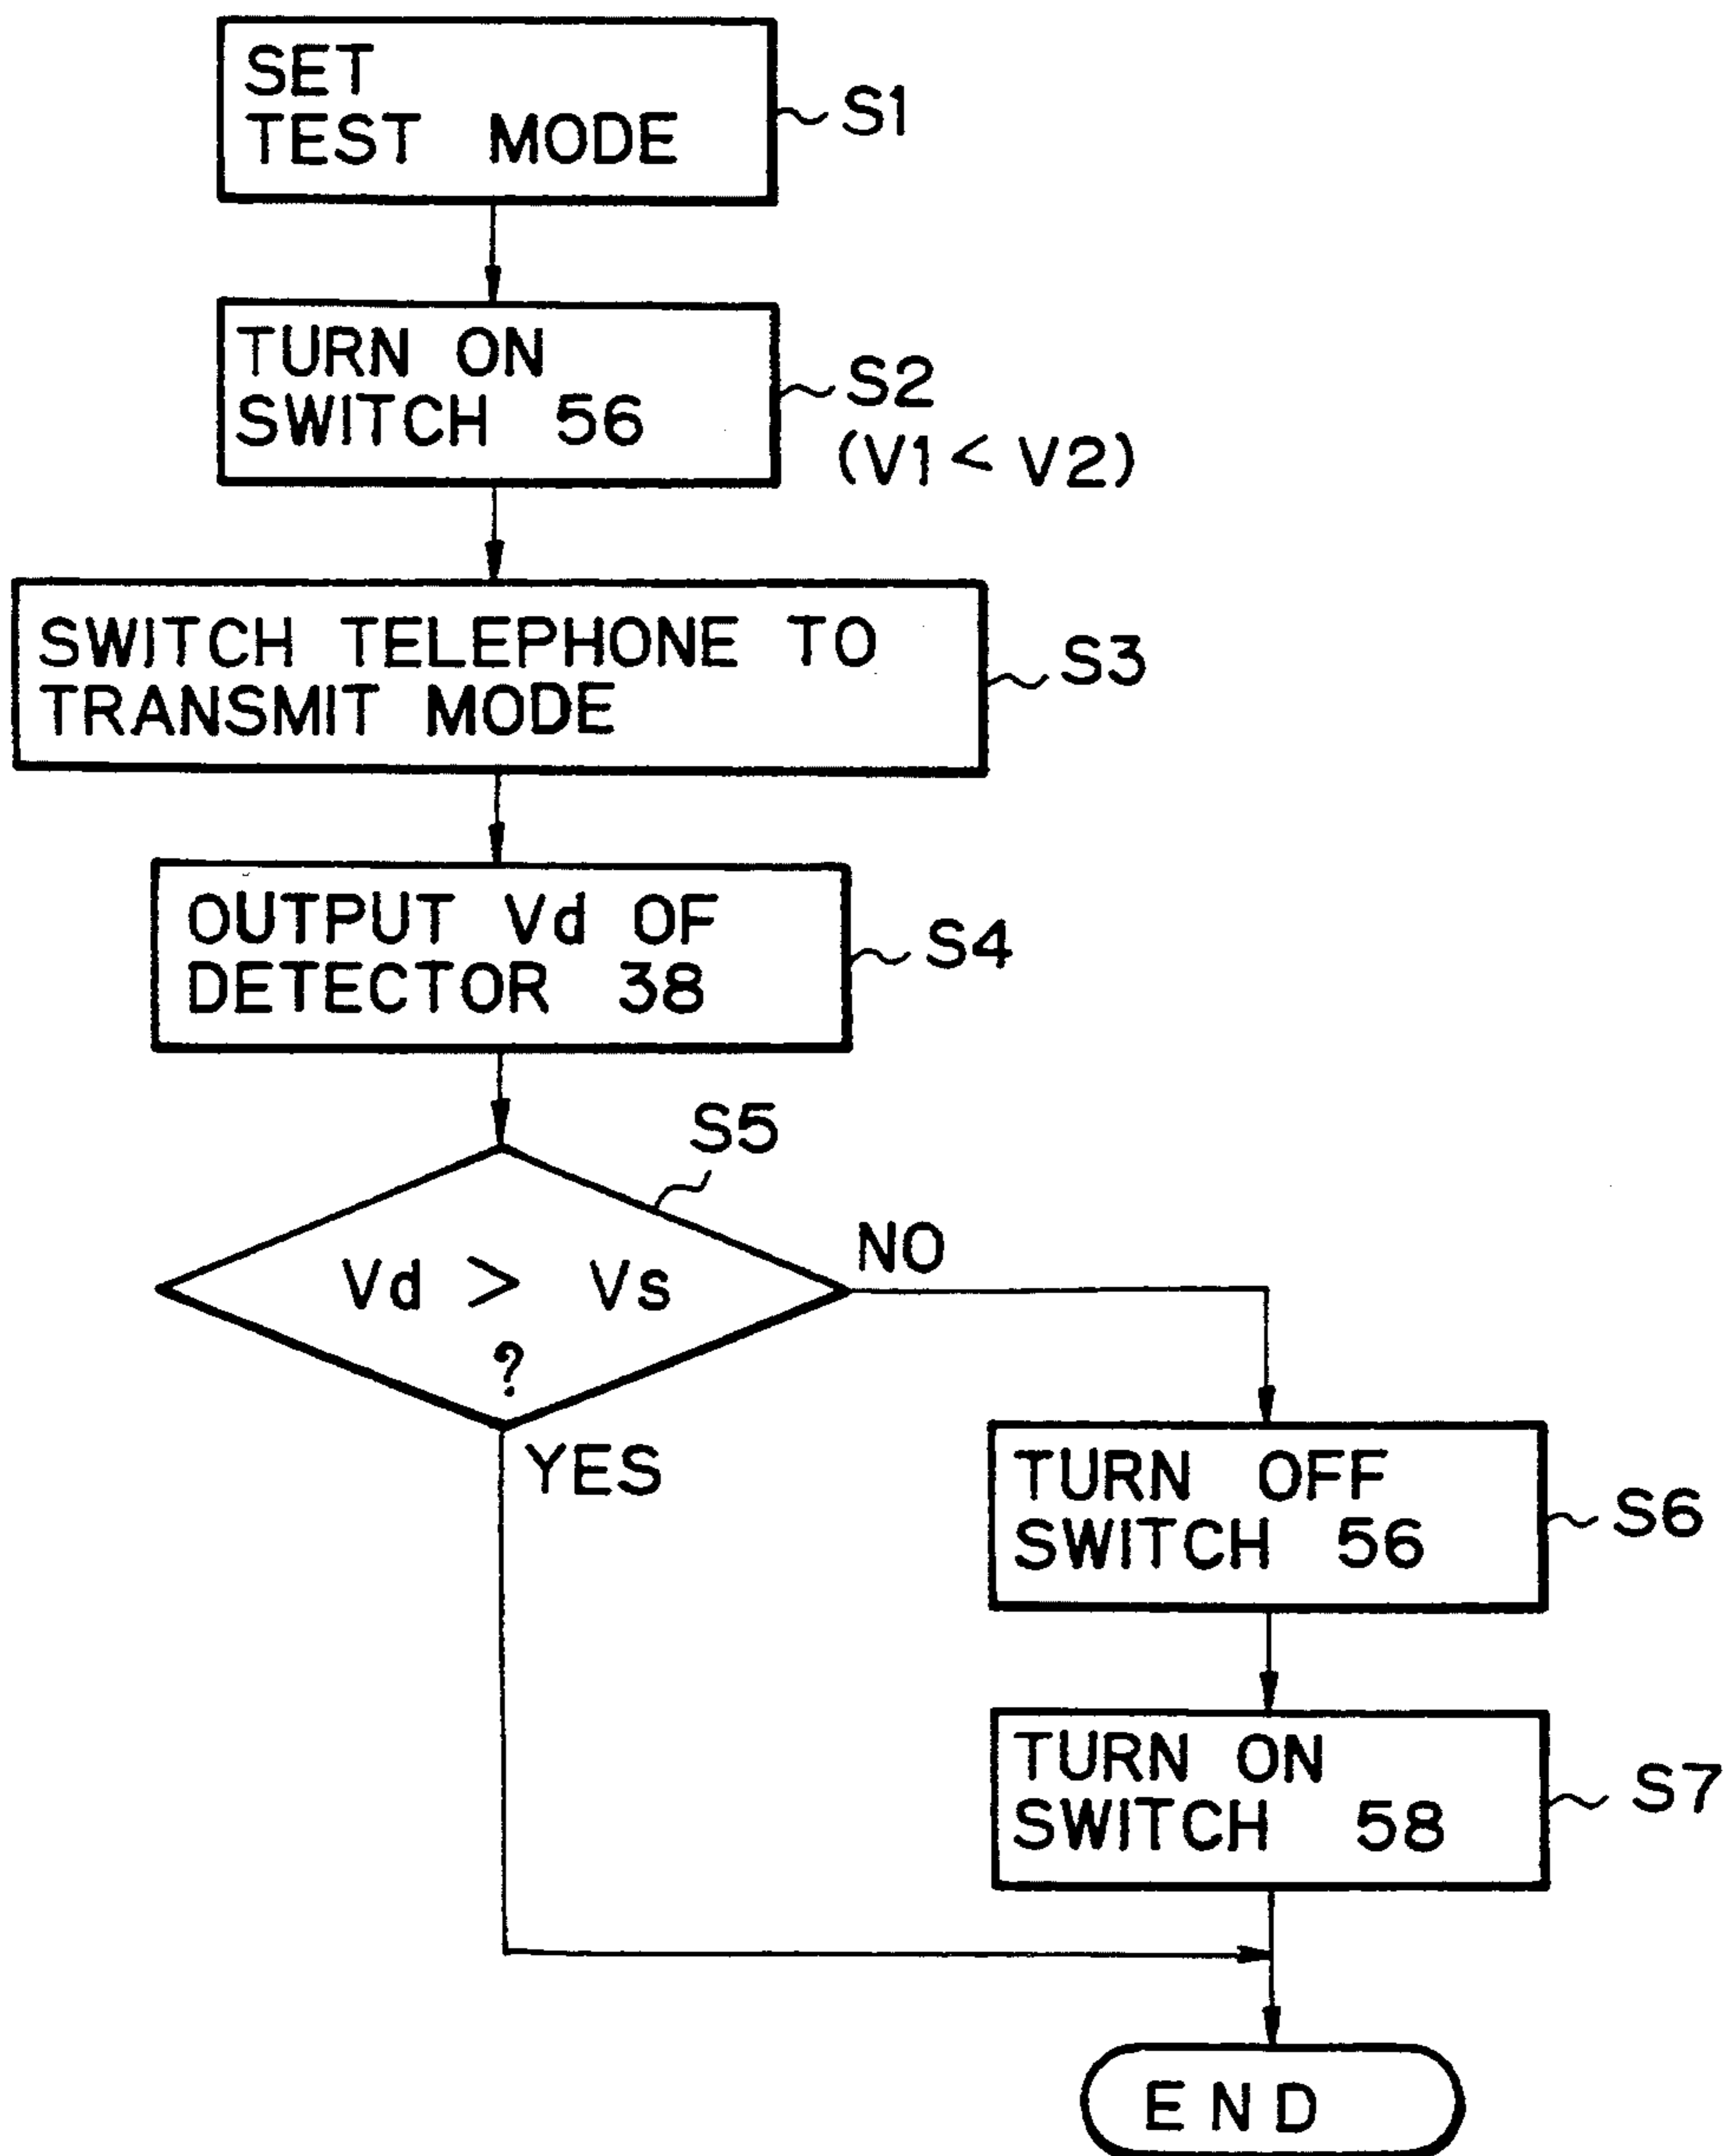 SET
TEST MODE
S1
TURN ON
SWITCH 56
S2
(V1 < V2)
SWITCH TELEPHONE TO
TRANSMIT MODE
S3
OUTPUT Vd OF
DETECTOR 38
S4
S5
Vd > Vs
?
NO
YES
TURN OFF
SWITCH 56
S6
TURN ON
SWITCH 58
S7
END